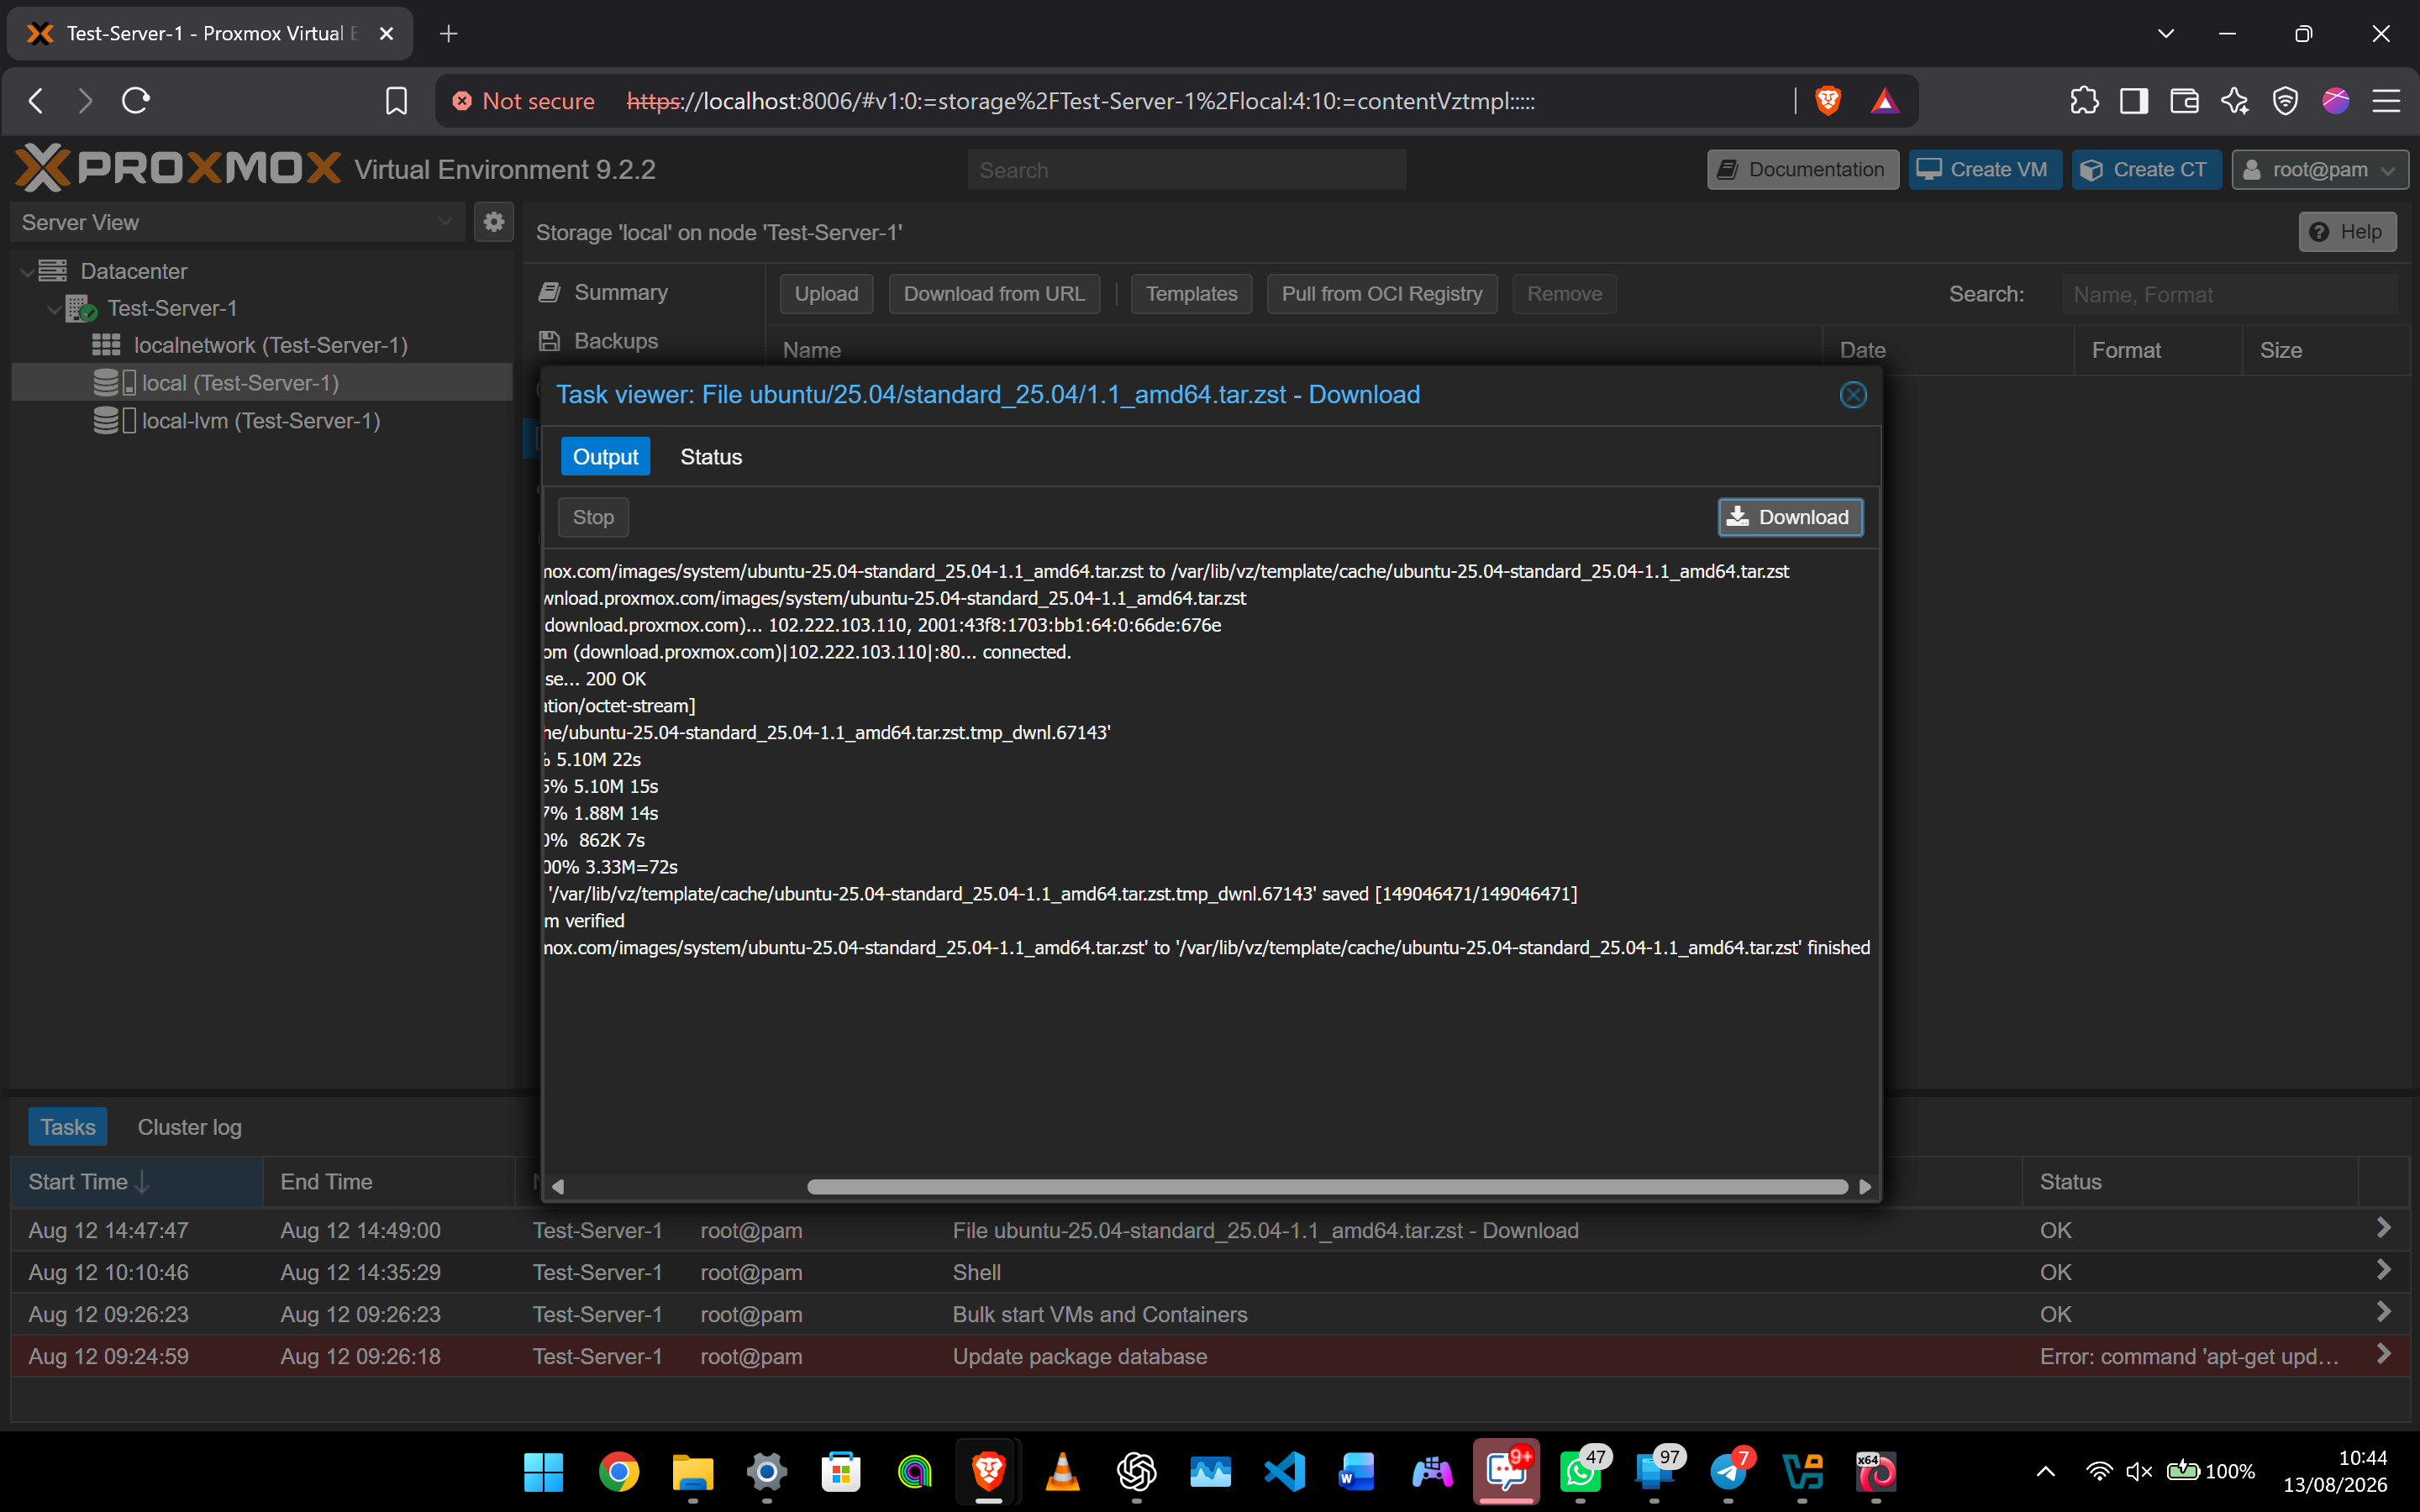 Test-Server-1 - Proxmox Virtual E
Not secure https://localhost:8006/#v1:0:=storage%2FTest-Server-1%2Flocal:4:10:=contentVztmpl:::::
PROXMOX Virtual Environment 9.2.2
Search
Documentation
Create VM
Create CT
root@pam
Server View
Storage 'local' on node 'Test-Server-1'
Help
Datacenter
Test-Server-1
localnetwork (Test-Server-1)
local (Test-Server-1)
local-lvm (Test-Server-1)
Summary
Backups
Upload
Download from URL
Templates
Pull from OCI Registry
Remove
Search: Name, Format
Name
Date
Format
Size
Task viewer: File ubuntu/25.04/standard_25.04/1.1_amd64.tar.zst - Download
Output
Status
Stop
Download
mox.com/images/system/ubuntu-25.04-standard_25.04-1.1_amd64.tar.zst to /var/lib/vz/template/cache/ubuntu-25.04-standard_25.04-1.1_amd64.tar.zst
wnload.proxmox.com/images/system/ubuntu-25.04-standard_25.04-1.1_amd64.tar.zst
download.proxmox.com)... 102.222.103.110, 2001:43f8:1703:bb1:64:0:66de:676e
om (download.proxmox.com)|102.222.103.110|:80... connected.
se... 200 OK
ation/octet-stream]
he/ubuntu-25.04-standard_25.04-1.1_amd64.tar.zst.tmp_dwnl.67143'
% 5.10M 22s
5% 5.10M 15s
7% 1.88M 14s
0% 862K 7s
00% 3.33M=72s
'/var/lib/vz/template/cache/ubuntu-25.04-standard_25.04-1.1_amd64.tar.zst.tmp_dwnl.67143' saved [149046471/149046471]
m verified
mox.com/images/system/ubuntu-25.04-standard_25.04-1.1_amd64.tar.zst' to '/var/lib/vz/template/cache/ubuntu-25.04-standard_25.04-1.1_amd64.tar.zst' finished
Tasks
Cluster log
Start Time End Time Status
Aug 12 14:47:47 Aug 12 14:49:00 Test-Server-1 root@pam File ubuntu-25.04-standard_25.04-1.1_amd64.tar.zst - Download OK
Aug 12 10:10:46 Aug 12 14:35:29 Test-Server-1 root@pam Shell OK
Aug 12 09:26:23 Aug 12 09:26:23 Test-Server-1 root@pam Bulk start VMs and Containers OK
Aug 12 09:24:59 Aug 12 09:26:18 Test-Server-1 root@pam Update package database Error: command 'apt-get upd...
W
9+
47
97
7
x64
100%
10:44
13/08/2026